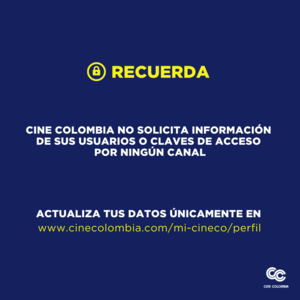 RECUERDA
CINE COLOMBIA NO SOLICITA INFORMACIÓN
DE SUS USUARIOS O CLAVES DE ACCESO
POR NINGÚN CANAL
ACTUALIZA TUS DATOS ÚNICAMENTE EN
www.cinecolombia.com/mi-cineco/perfil
CINE COLOMBIA